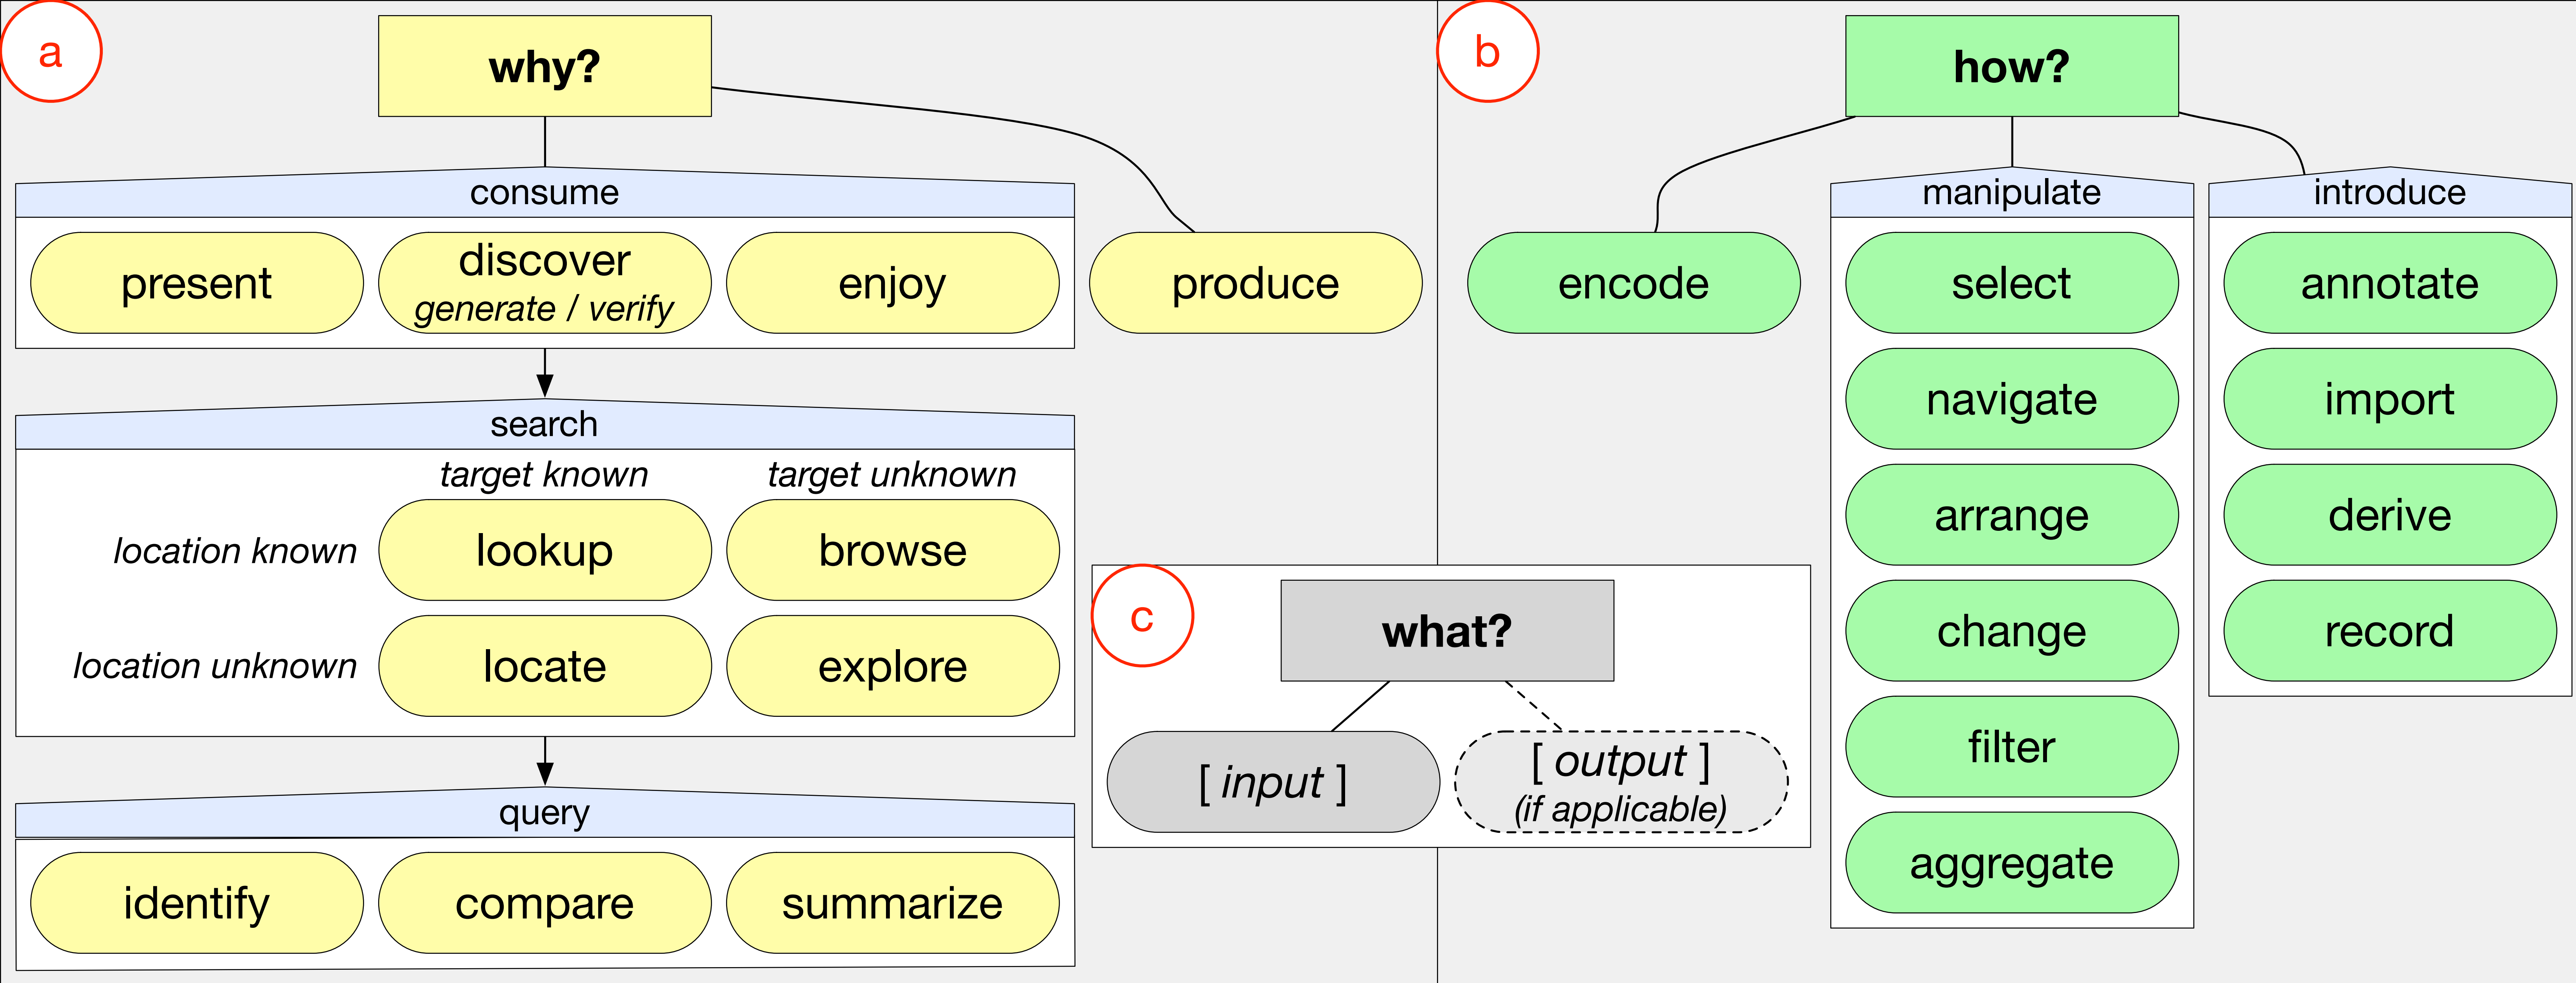 a
why?
consume
present
discover
generate / verify
enjoy
produce
search
target known
target unknown
location known
lookup
browse
location unknown
locate
explore
query
identify
compare
summarize
b
how?
encode
manipulate
select
navigate
arrange
change
filter
aggregate
introduce
annotate
import
derive
record
c
what?
[ input ]
[ output ]
(if applicable)